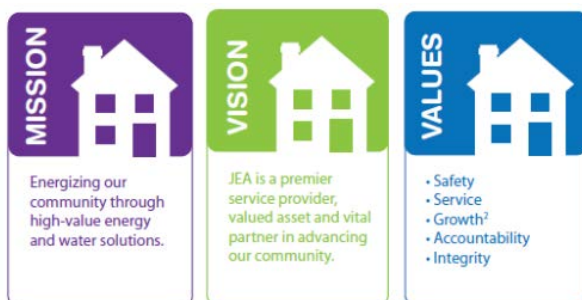 MISSION
Energizing our
community through
high-value energy
and water solutions.
VISION
JEA is a premier
service provider,
valued asset and vital
partner in advancing
our community.
VALUES
• Safety
• Service
• Growth²
• Accountability
• Integrity